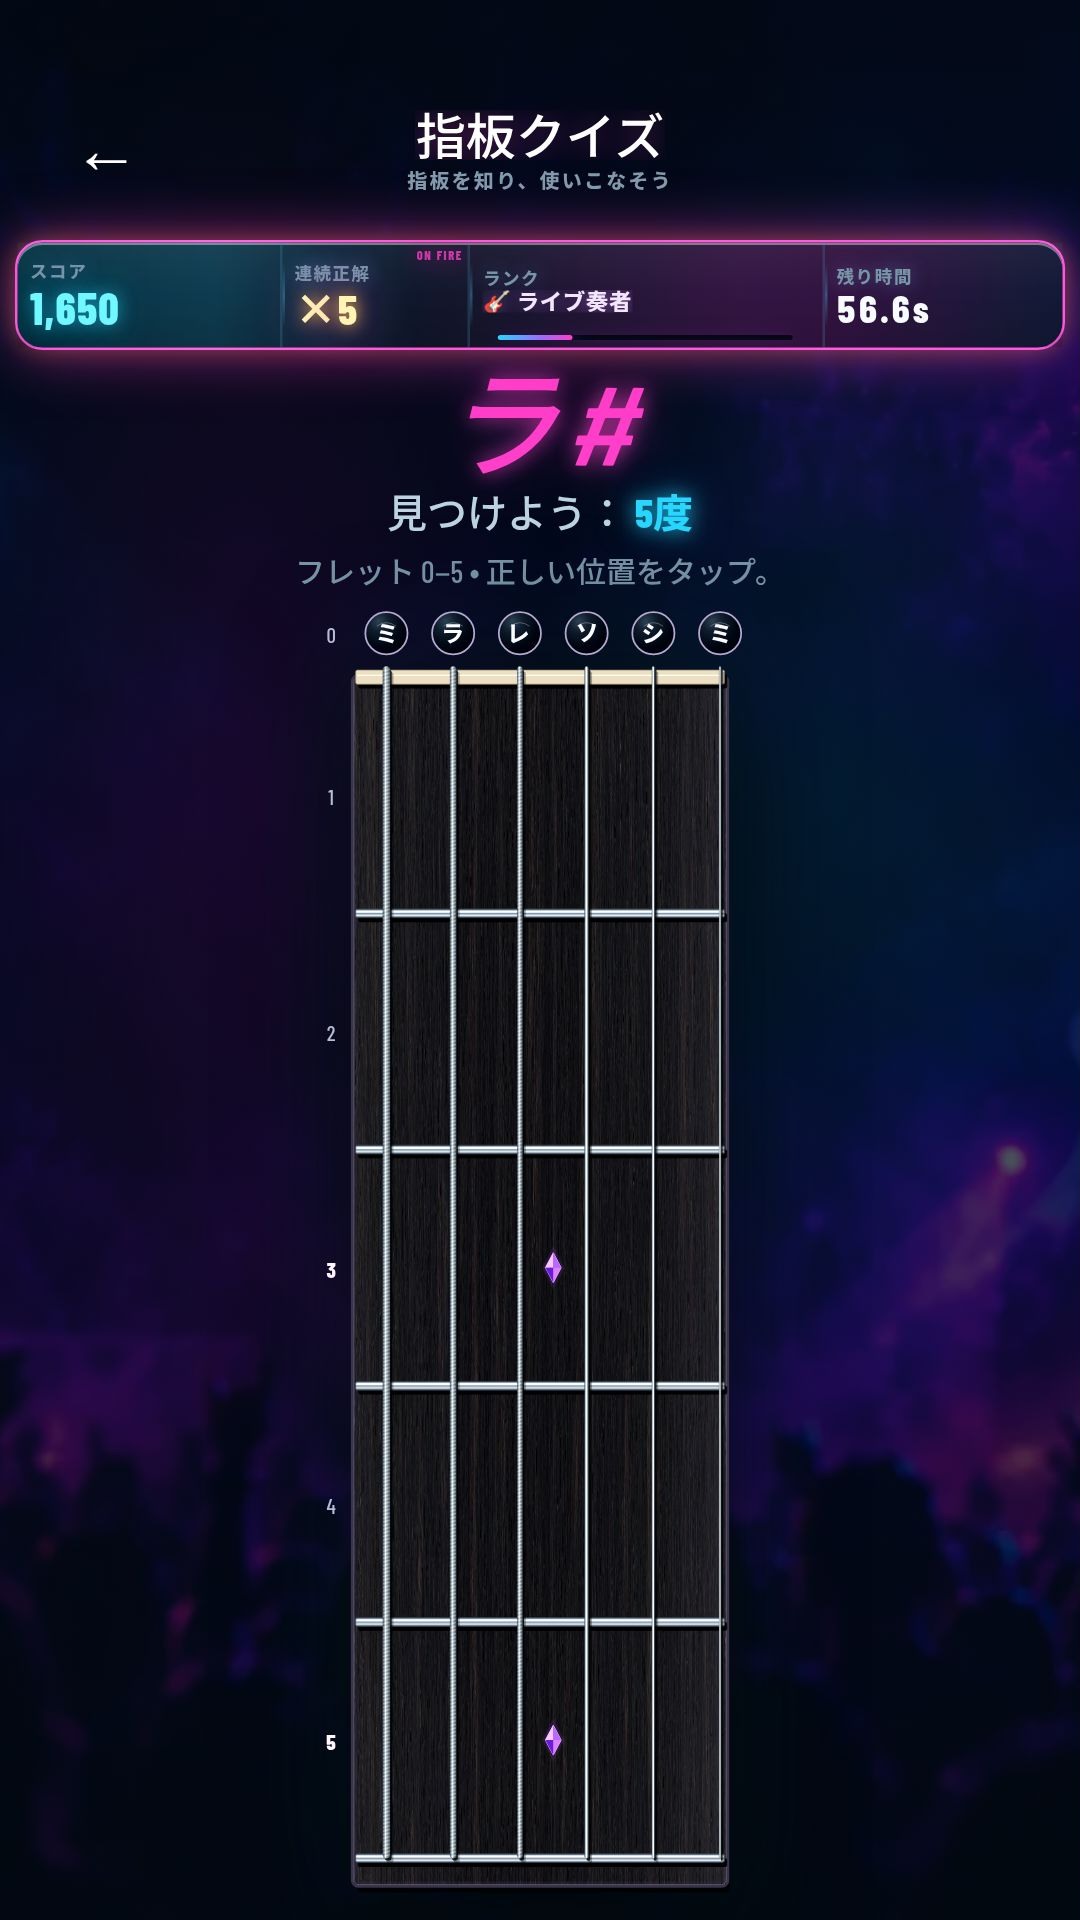 ←
指板クイズ
指板を知り、使いこなそう
スコア
1,650
連続正解
ON FIRE
×5
ランク
🎸 ライブ奏者
残り時間
56.6s
ラ#
見つけよう： 5度
フレット 0–5 • 正しい位置をタップ。
0 ミ ラ レ ソ シ ミ
1
2
3
4
5